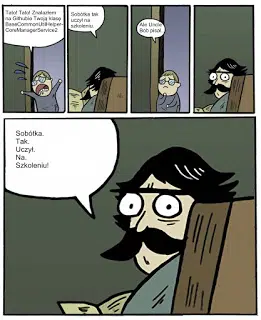 Tato! Tato! Znalazłem
na Githubie Twoją klasę
BaseCommonUtilHelper-
CoreManagerService2
Sobótka tak
uczył na
szkoleniu.
Ale Uncle
Bob pisał..
Sobótka.
Tak.
Uczył.
Na.
Szkoleniu!